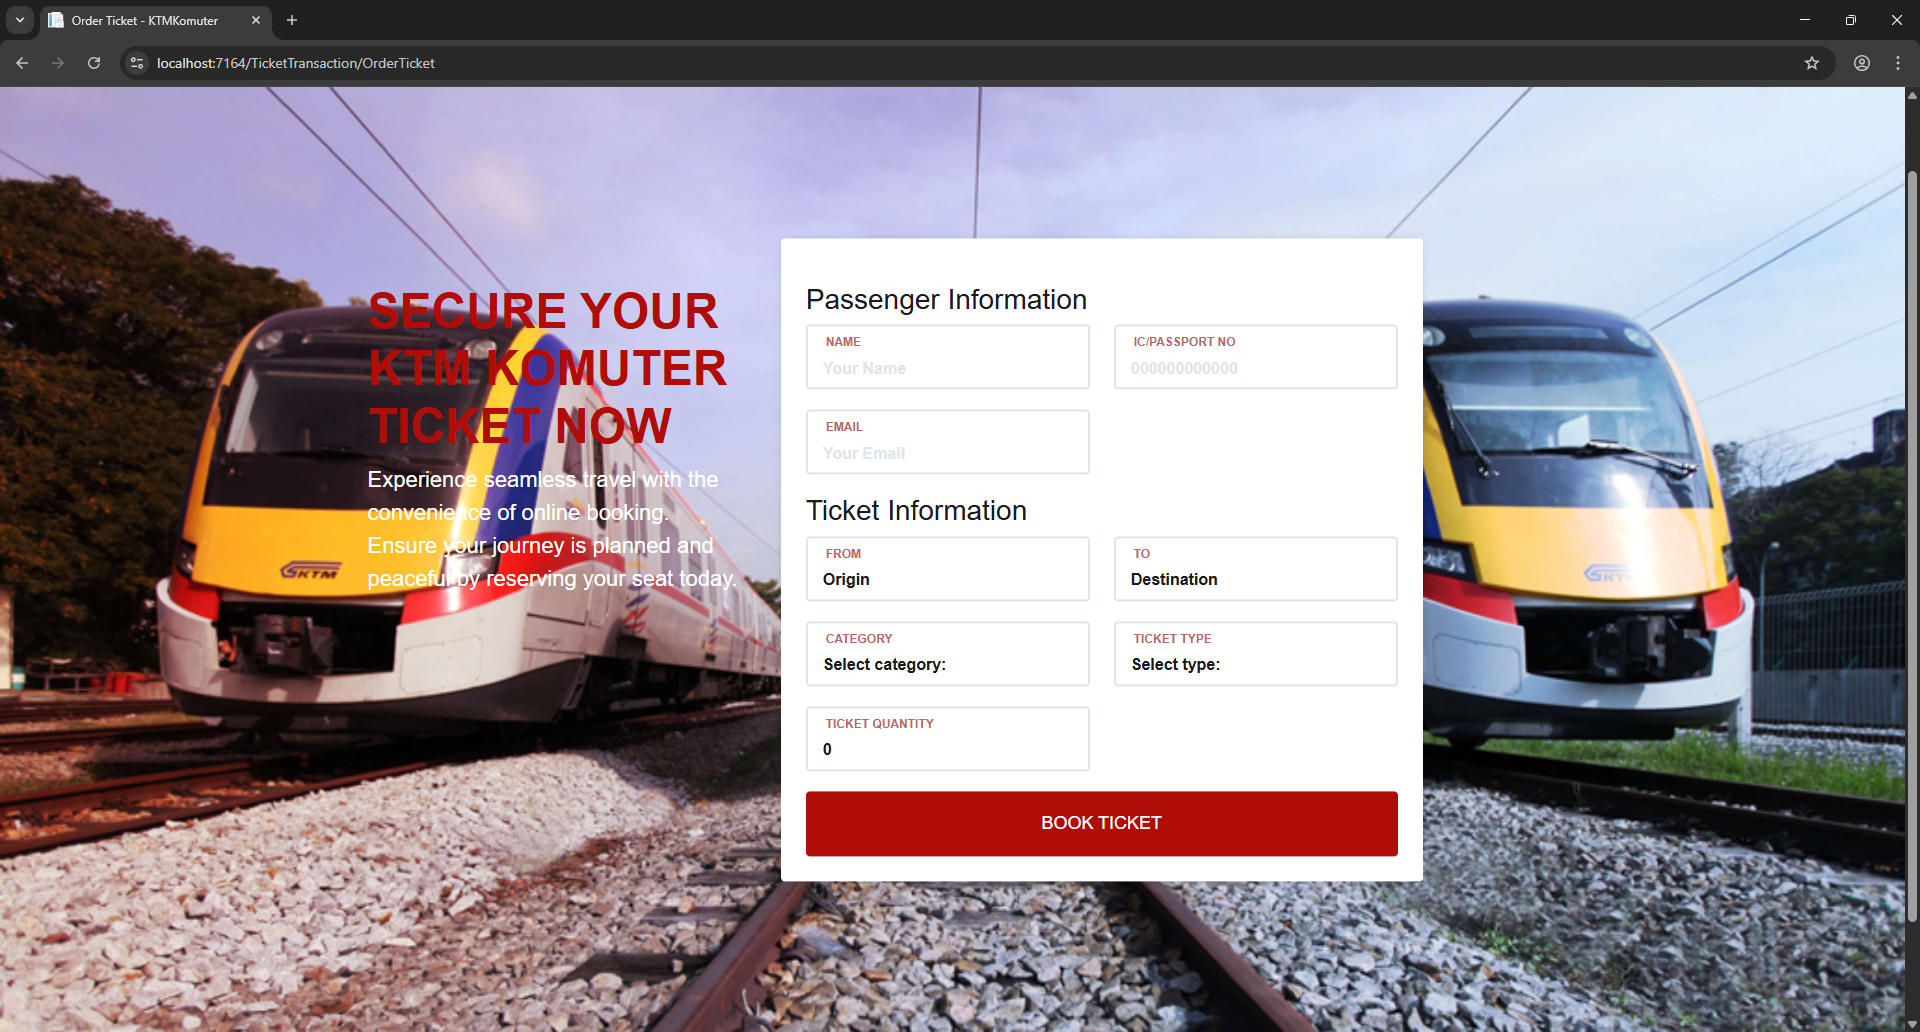 Order Ticket - KTMKomuter
localhost:7164/TicketTransaction/OrderTicket
SECURE YOUR
KTM KOMUTER
TICKET NOW
Experience seamless travel with the
convenience of online booking.
Ensure your journey is planned and
peaceful by reserving your seat today.
Passenger Information
NAME
Your Name
IC/PASSPORT NO
000000000000
EMAIL
Your Email
Ticket Information
FROM
Origin
TO
Destination
CATEGORY
Select category:
TICKET TYPE
Select type:
TICKET QUANTITY
0
BOOK TICKET
KTM
KTM